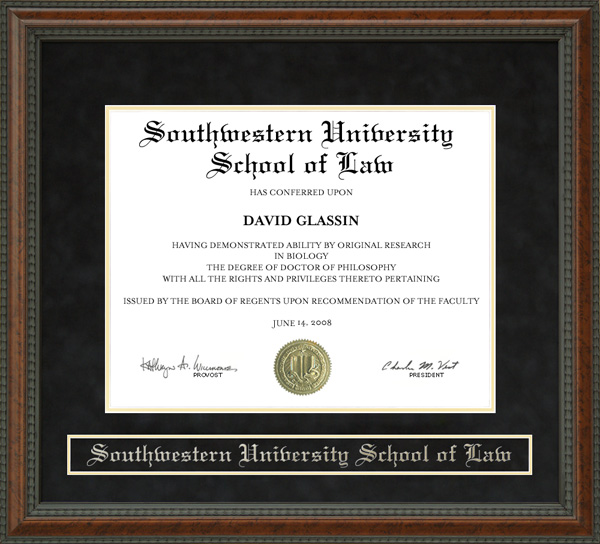 Southwestern University
School of Law
HAS CONFERRED UPON
DAVID GLASSIN
HAVING DEMONSTRATED ABILITY BY ORIGINAL RESEARCH
IN BIOLOGY
THE DEGREE OF DOCTOR OF PHILOSOPHY
WITH ALL THE RIGHTS AND PRIVILEGES THERETO PERTAINING
ISSUED BY THE BOARD OF REGENTS UPON RECOMMENDATION OF THE FACULTY
JUNE 14, 2008
Charles M. Vest
PROVOST PRESIDENT
Southwestern University School of Law